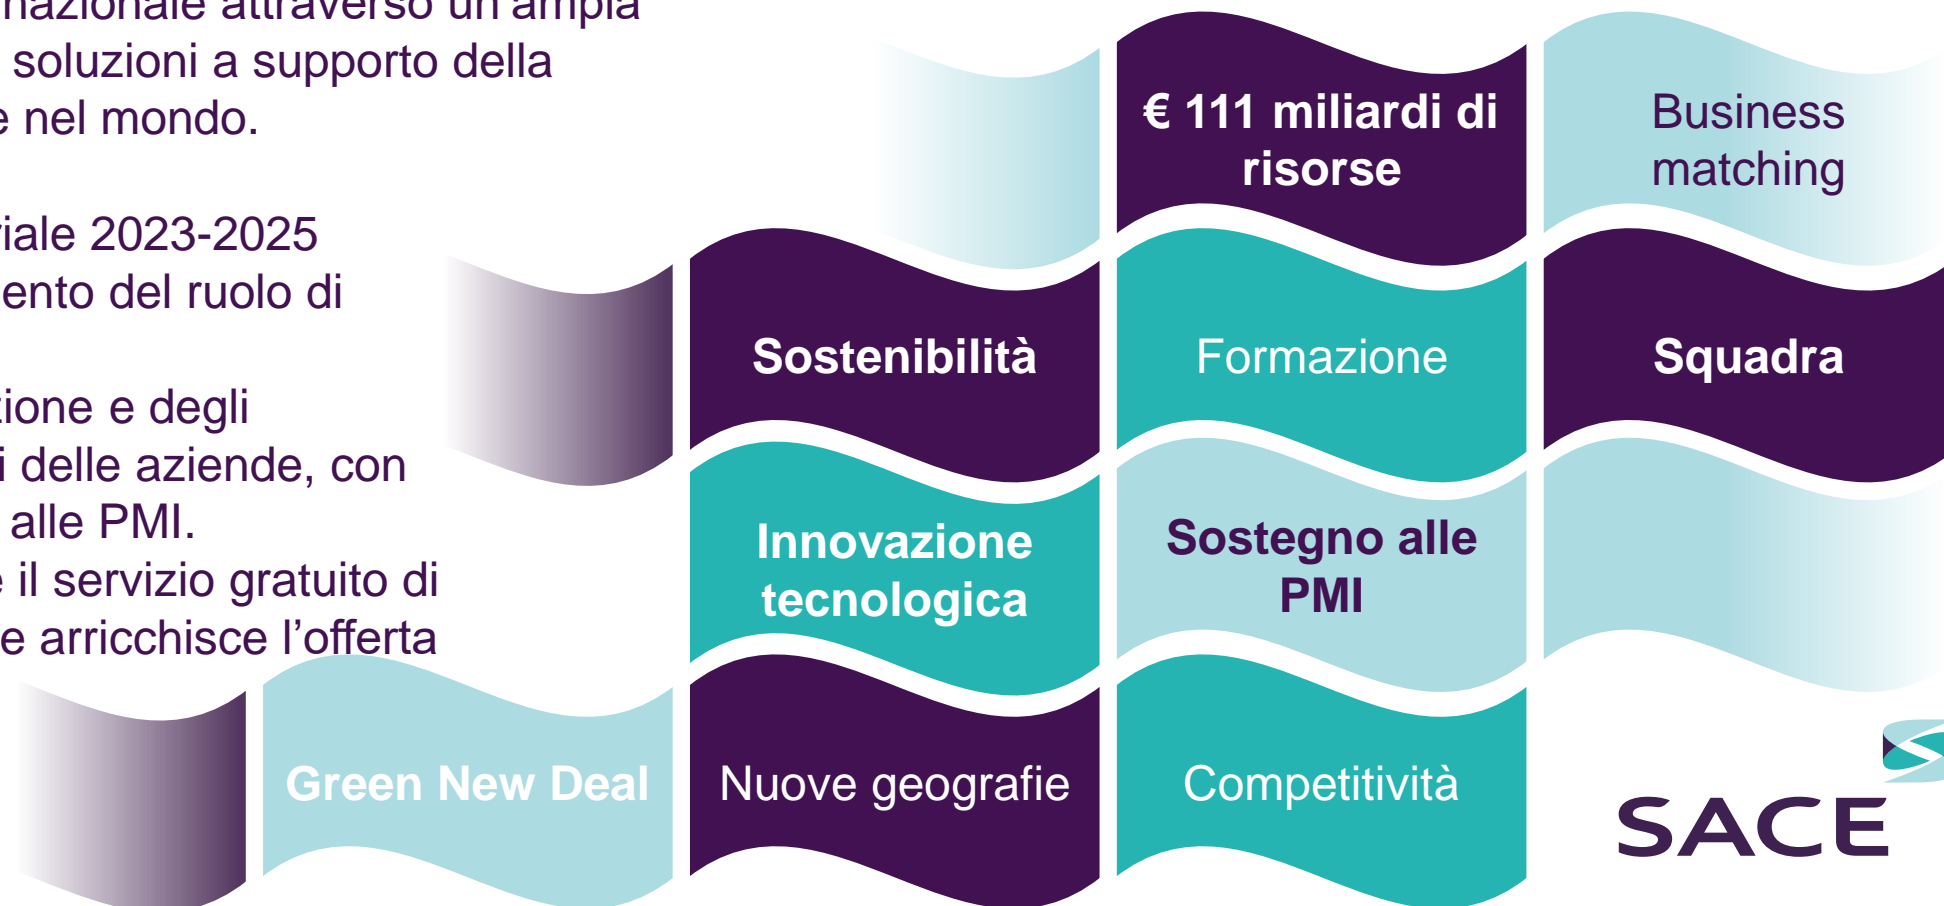 nazionale attraverso un'ampia
soluzioni a supporto della
e nel mondo.
riale 2023-2025
ento del ruolo di
zione e degli
i delle aziende, con
alle PMI.
e il servizio gratuito di
e arricchisce l’offerta
€ 111 miliardi di
risorse
Business
matching
Sostenibilità
Formazione
Squadra
Innovazione
tecnologica
Sostegno alle
PMI
Green New Deal
Nuove geografie
Competitività
SACE